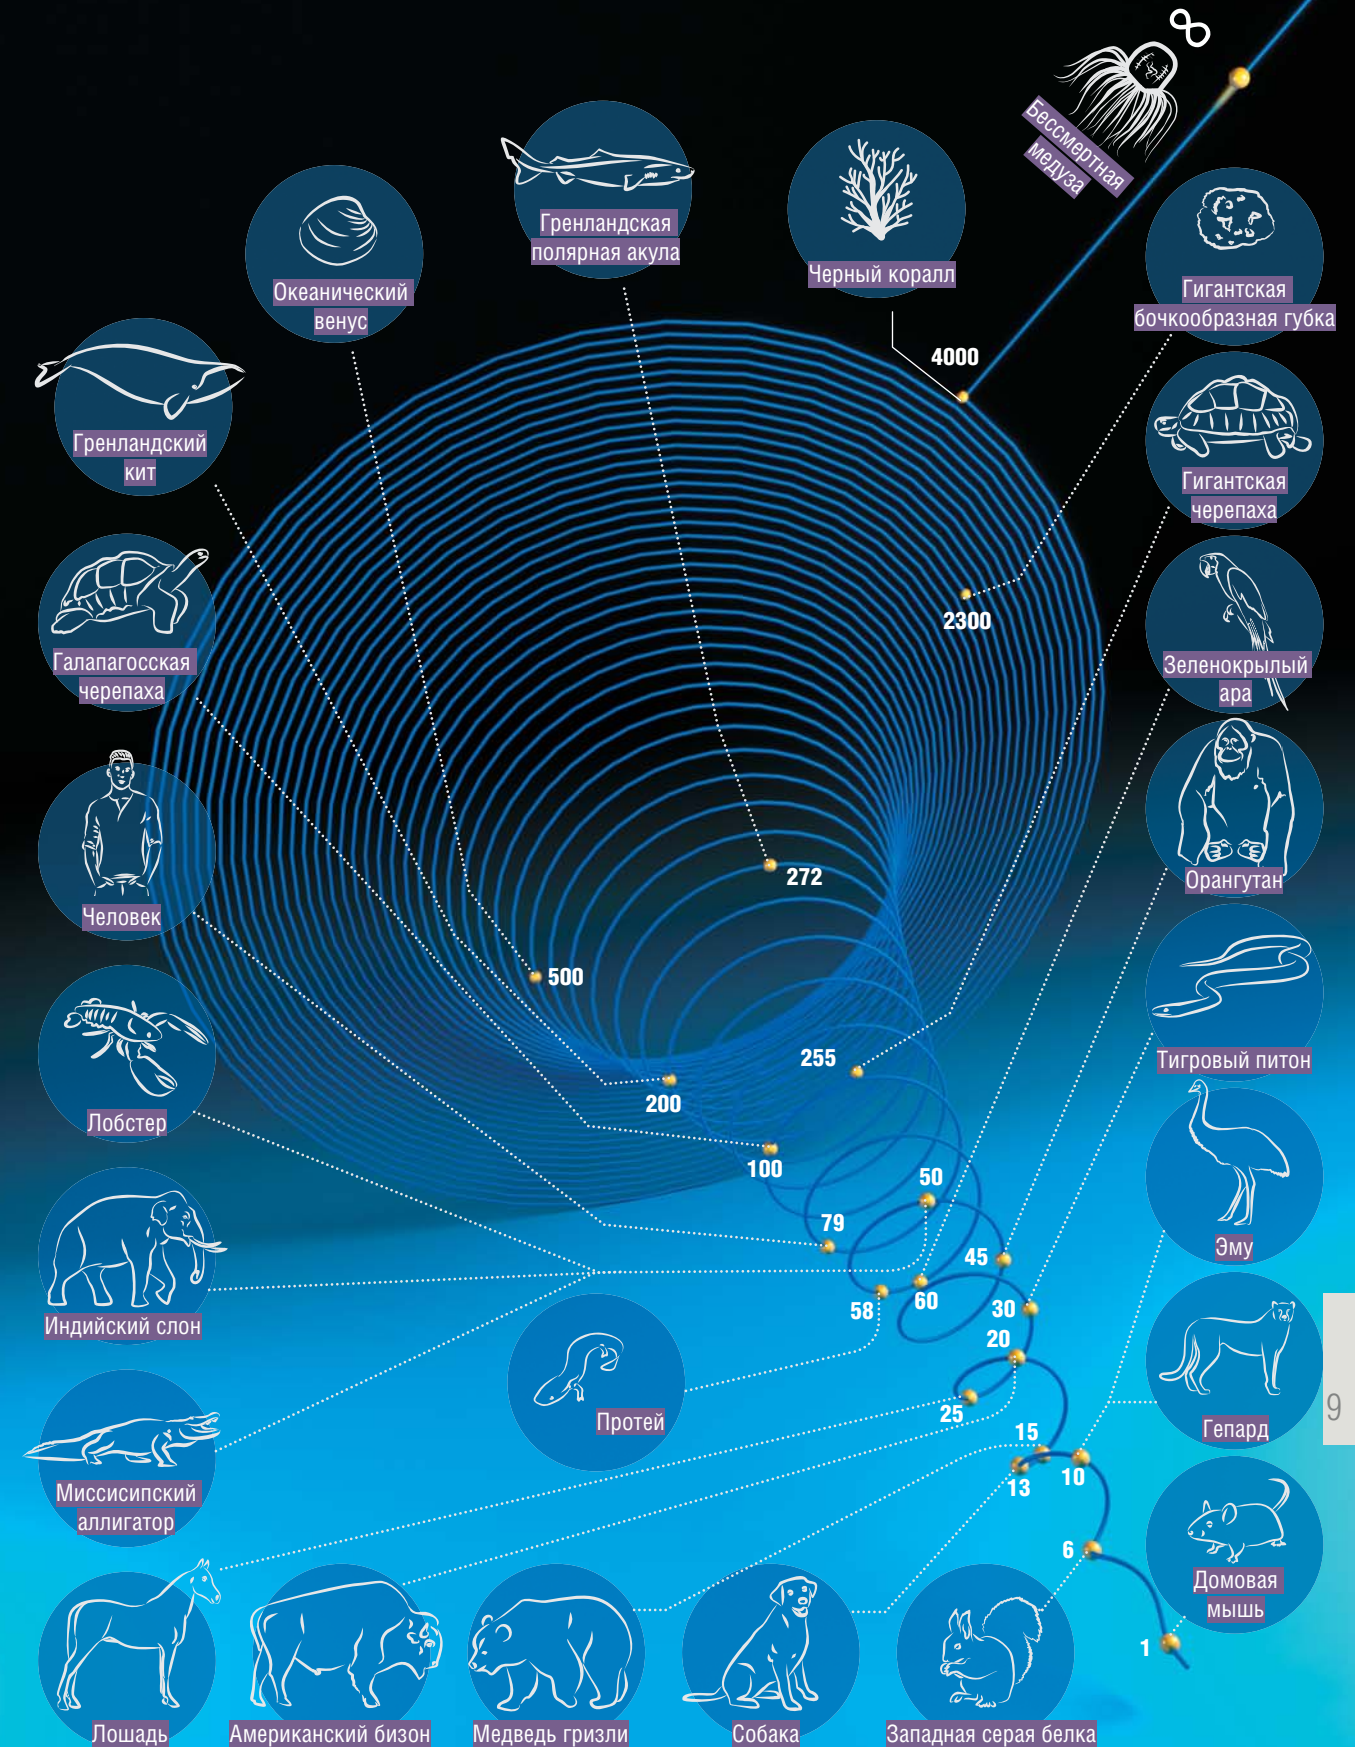 ∞
Бессмертная
медуза
Гренландская
полярная акула
Черный коралл
Океанический
венус
Гигантская
бочкообразная губка
4000
Гренландский
кит
Гигантская
черепаха
2300
Галапагосская
черепаха
Зеленокрылый
ара
272
Орангутан
Человек
500
255
Тигровый питон
200
Лобстер
100
50
79
45
Эму
58
60
30
Индийский слон
20
25
9
Протей
Гепард
15
13
10
Миссисипский
аллигатор
6
Домовая
мышь
1
Лошадь
Американский бизон
Медведь гризли
Собака
Западная серая белка